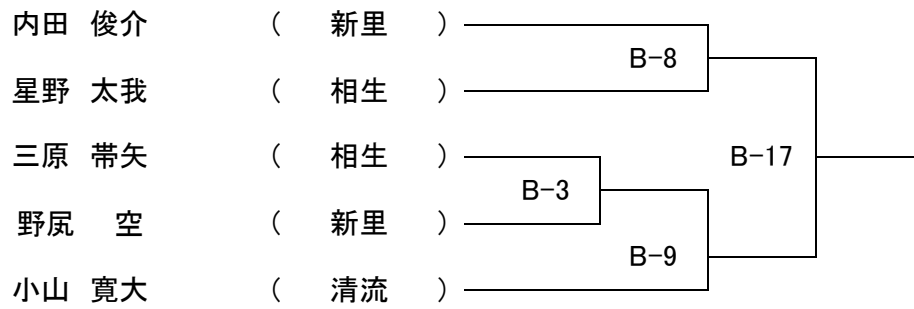 内田 俊介 ( 新里 )
B-8
星野 太我 ( 相生 )
三原 帯矢 ( 相生 )
B-17
B-3
野尻 空 ( 新里 )
B-9
小山 寛大 ( 清流 )